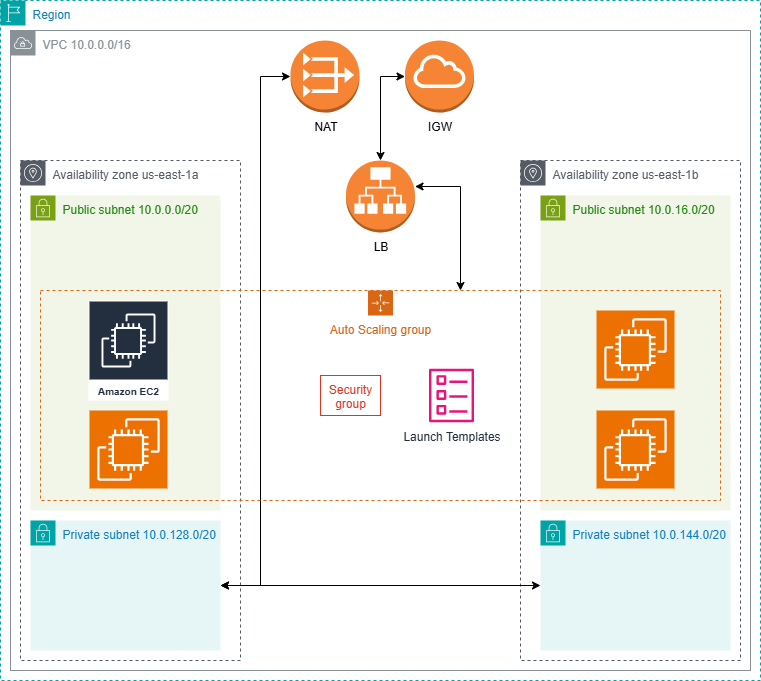 Region
VPC 10.0.0.0/16
NAT
IGW
Availability zone us-east-1a
Availability zone us-east-1b
Public subnet 10.0.0.0/20
Public subnet 10.0.16.0/20
LB
Auto Scaling group
Amazon EC2
Security
group
Launch Templates
Private subnet 10.0.128.0/20
Private subnet 10.0.144.0/20